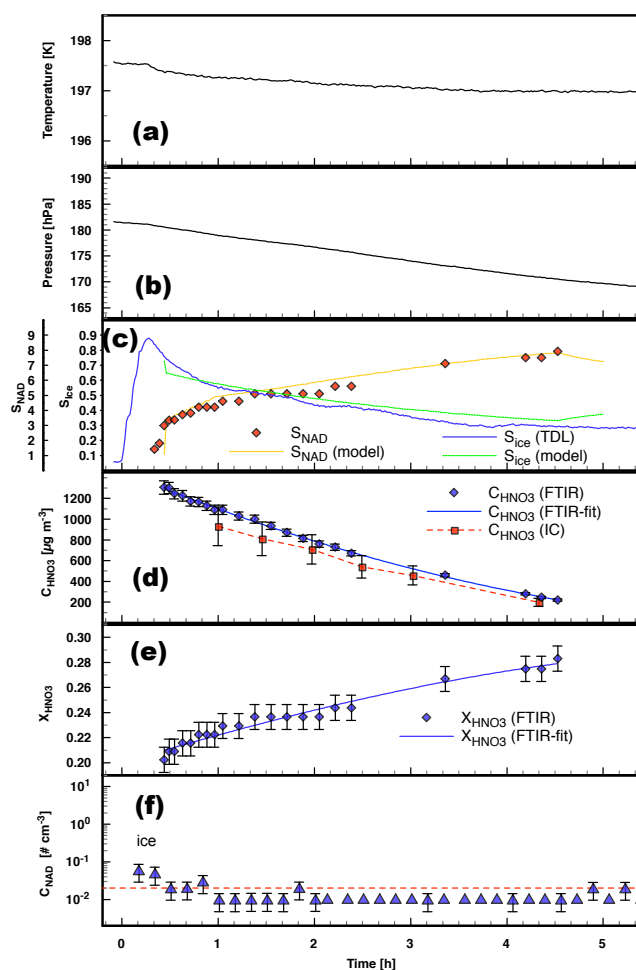 198
197
196
Temperature [K]
(a)
190
185
180
175
170
165
Pressure [hPa]
(b)
(c)
9
8
7
6
5
4
3
2
1
S_NAD
0.9
0.8
0.7
0.6
0.5
0.4
0.3
0.2
0.1
S_ice
S_NAD
S_NAD (model)
S_ice (TDL)
S_ice (model)
1200
1000
800
600
400
200
C_HNO3 [µg m⁻³]
(d)
C_HNO3 (FTIR)
C_HNO3 (FTIR-fit)
C_HNO3 (IC)
0.30
0.28
0.26
0.24
0.22
0.20
X_HNO3
(e)
X_HNO3 (FTIR)
X_HNO3 (FTIR-fit)
10¹
10⁰
10⁻¹
10⁻²
C_NAD [# cm⁻³]
(f)
ice
0 1 2 3 4 5
Time [h]